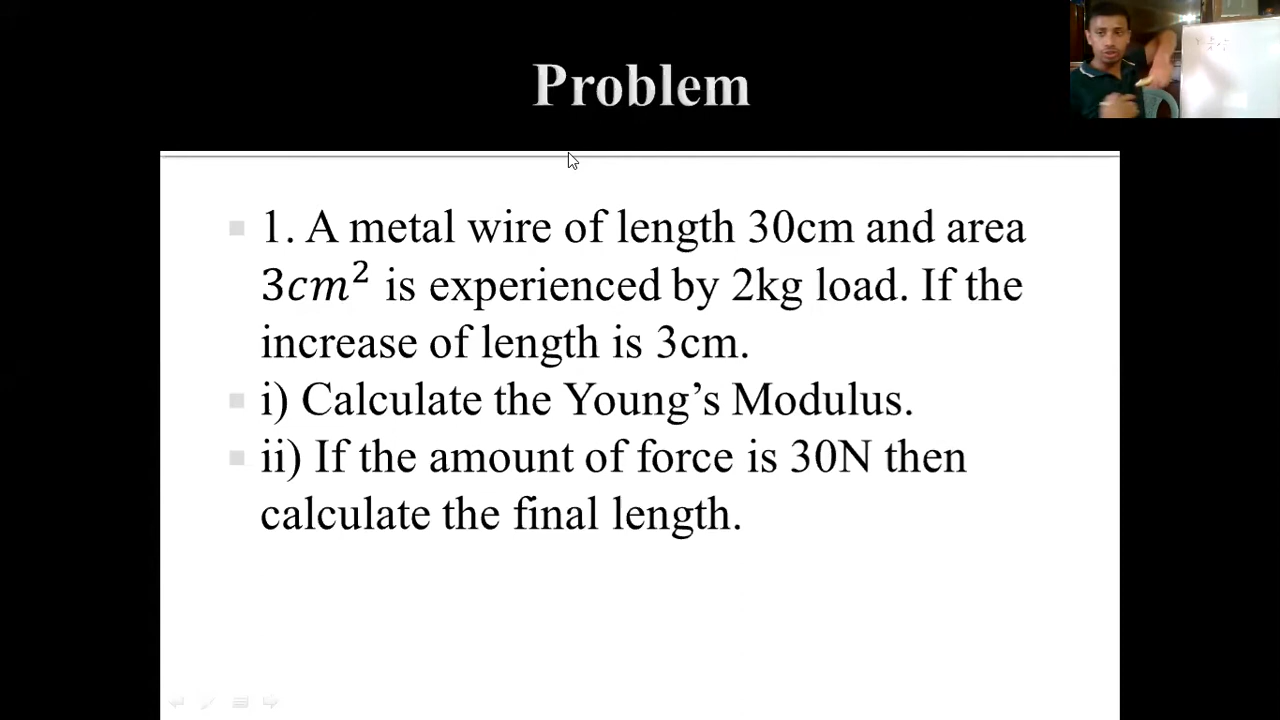 Problem
1. A metal wire of length 30cm and area
3cm² is experienced by 2kg load. If the
increase of length is 3cm.
i) Calculate the Young’s Modulus.
ii) If the amount of force is 30N then
calculate the final length.